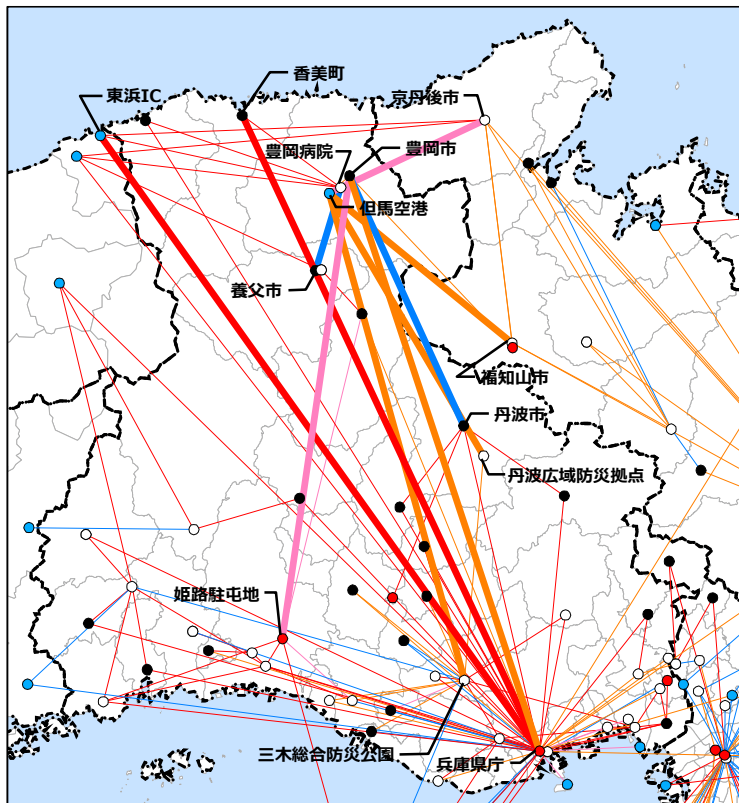 香美町
東浜IC
京丹後市
豊岡病院
豊岡市
但馬空港
養父市
福知山市
丹波市
丹波広域防災拠点
姫路駐屯地
三木総合防災公園
兵庫県庁